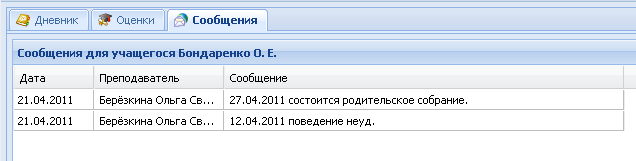 Дневник Оценки Сообщения
Сообщения для учащегося Бондаренко О. Е.
Дата Преподаватель Сообщение
21.04.2011 Берёзкина Ольга Св... 27.04.2011 состоится родительское собрание.
21.04.2011 Берёзкина Ольга Св... 12.04.2011 поведение неуд.